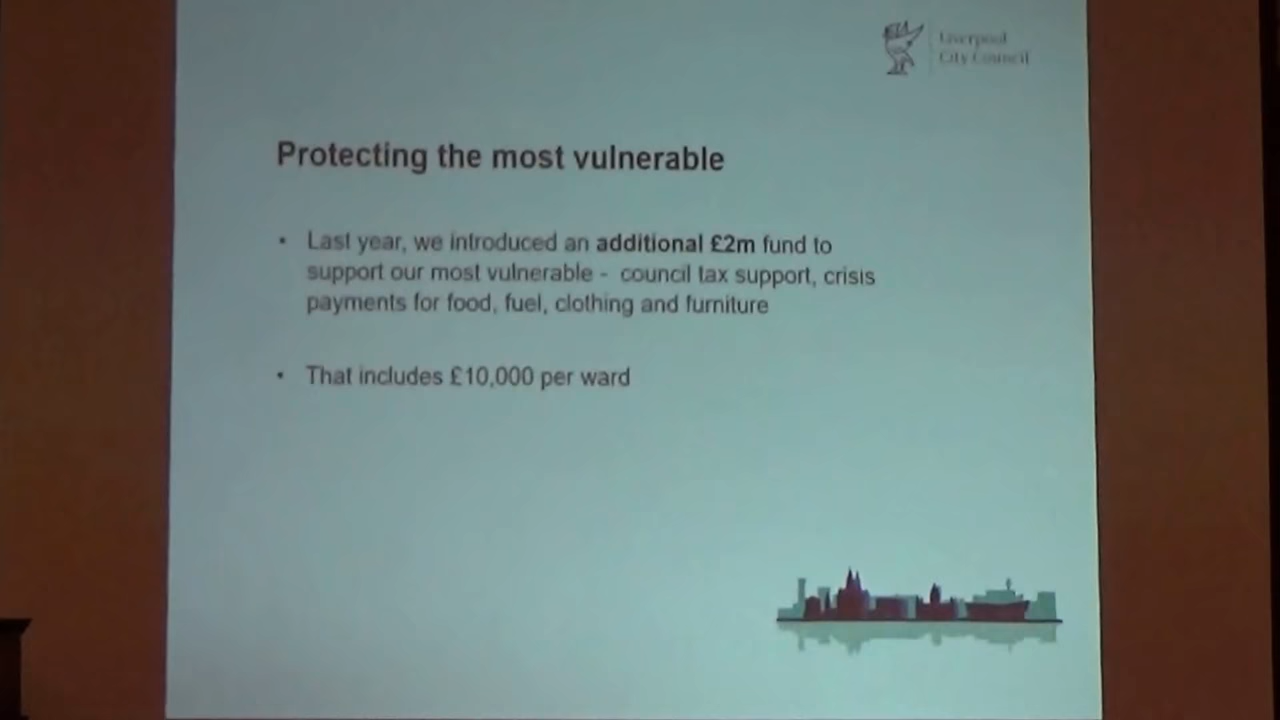 Liverpool
City Council
Protecting the most vulnerable
• Last year, we introduced an additional £2m fund to
support our most vulnerable - council tax support, crisis
payments for food, fuel, clothing and furniture
• That includes £10,000 per ward